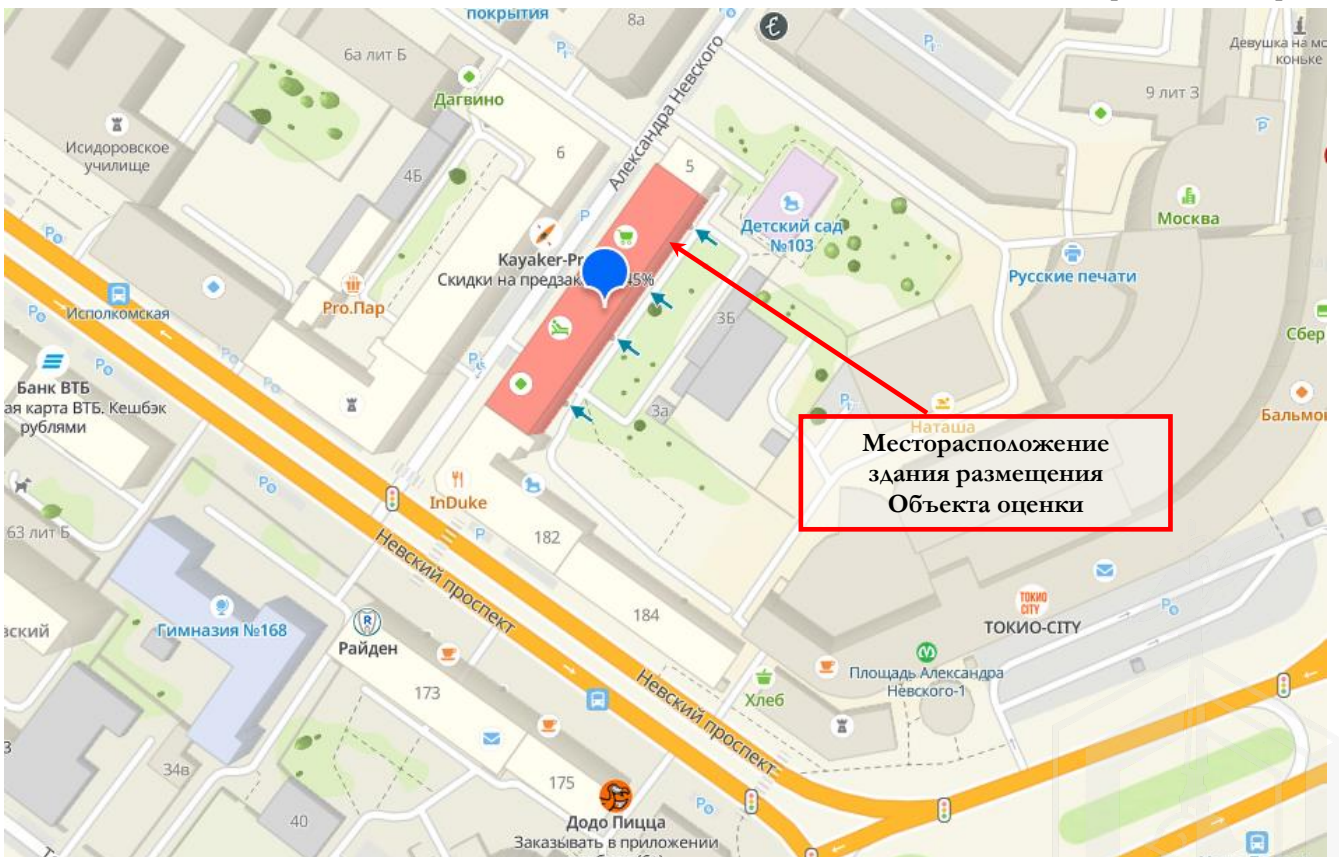 покрытия
8а
6а лит Б
Александра Невского
Девушка на мо
коньке
9 лит З
Дагвино
Исидоровское
училище
4Б
6
5
Москва
Детский сад
№103
Kayaker-Pr
Скидки на предзак
45%
Русские печати
Исполкомская
Pro.Пар
3Б
Сбер
Банк ВТБ
ая карта ВТБ. Кешбэк
рублями
3а
Наташа
Бальмо
Месторасположение
здания размещения
Объекта оценки
InDuke
63 лит Б
182
Невский проспект
184
ТОКИО
CITY
ТОКИО-CITY
вский
Гимназия №168
Райден
Площадь Александра
Невского-1
Хлеб
173
Невский проспект
34в
175
40
Додо Пицца
Заказывать в приложении